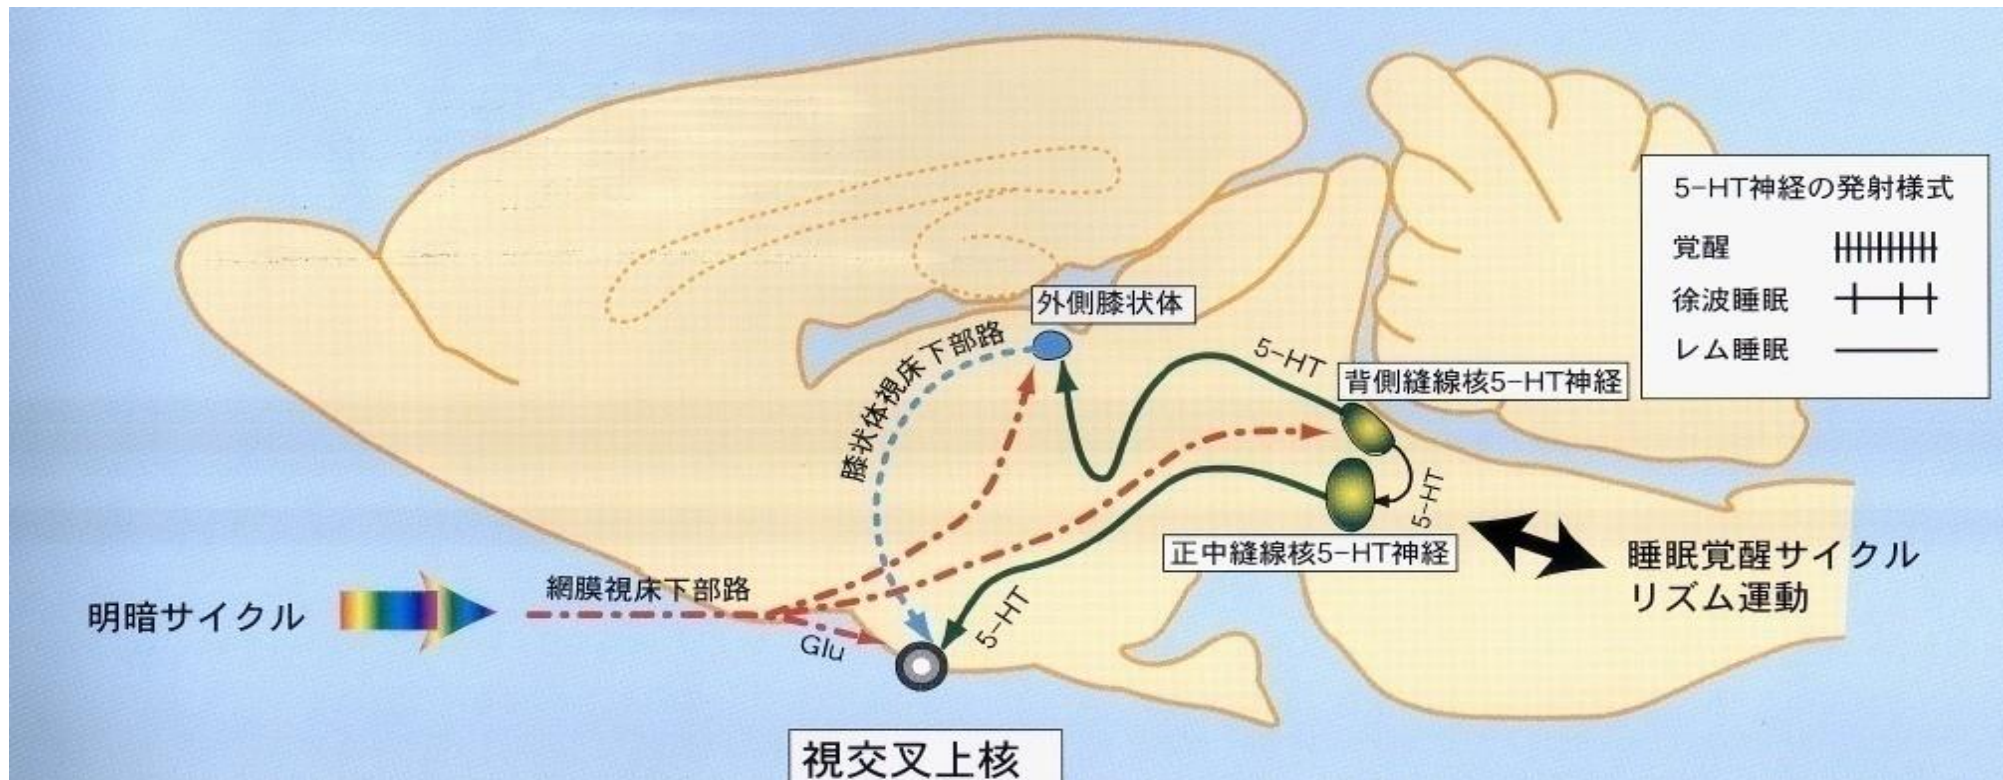 5-HT神経の発射様式
覚醒
徐波睡眠
レム睡眠
外側膝状体
膝状体視床下部路
5-HT
背側縫線核5-HT神経
5-HT
正中縫線核5-HT神経
睡眠覚醒サイクル
リズム運動
明暗サイクル
網膜視床下部路
Glu
5-HT
視交叉上核